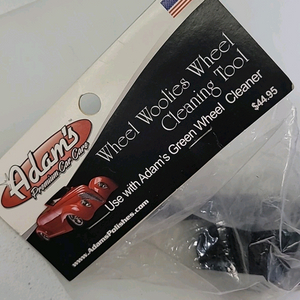 Adam's
Premium Car Care
Wheel Woolies Wheel
Cleaning Tool
Use with Adam's Green Wheel Cleaner
$44.95
www.AdamsPolishes.com